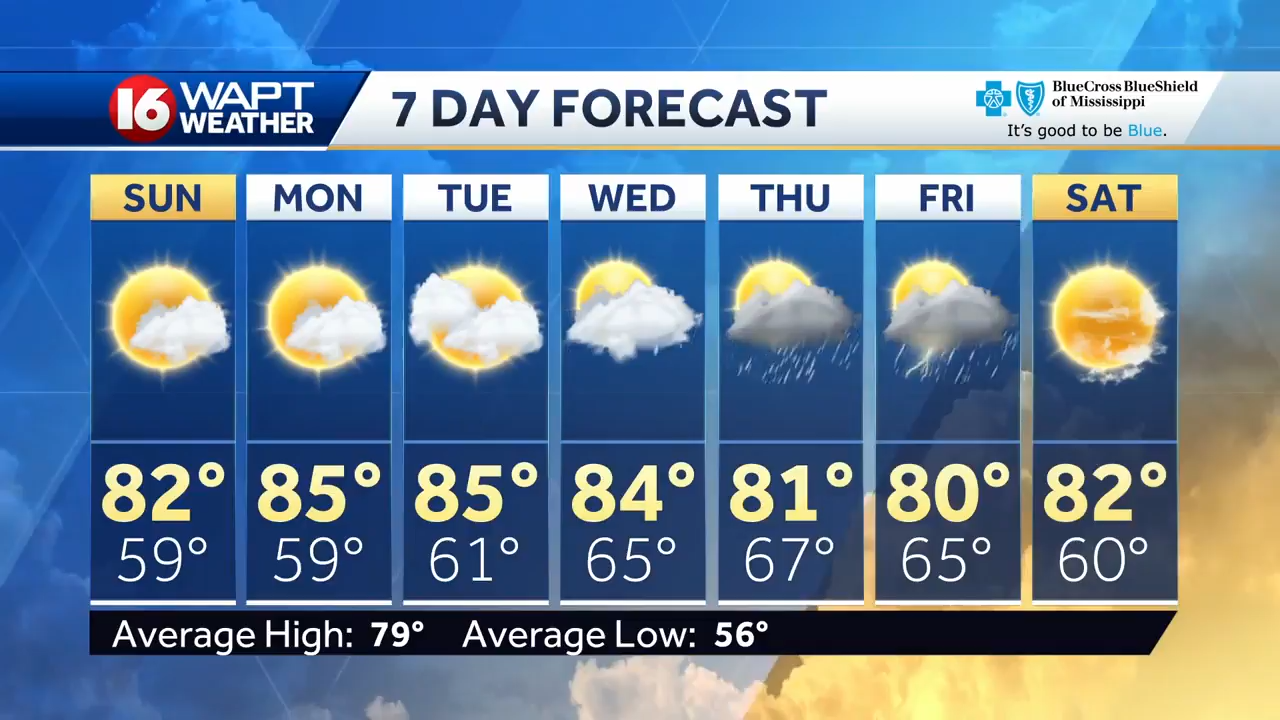 16 WAPT WEATHER
7 DAY FORECAST
BlueCross BlueShield
of Mississippi
It's good to be Blue.
SUN MON TUE WED THU FRI SAT
82° 85° 85° 84° 81° 80° 82°
59° 59° 61° 65° 67° 65° 60°
Average High: 79° Average Low: 56°